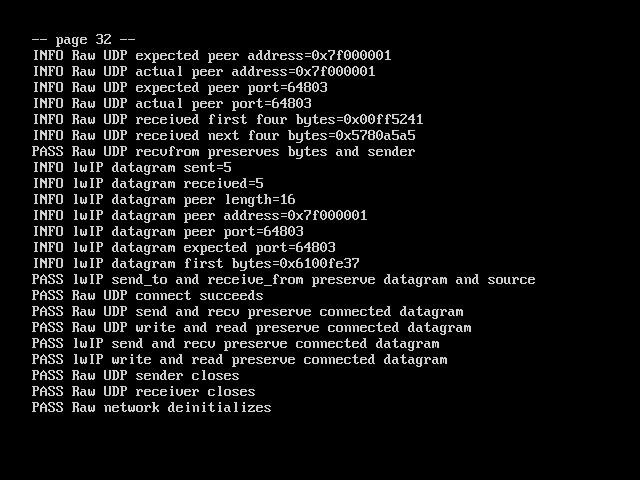 -- page 32 --
INFO Raw UDP expected peer address=0x7f000001
INFO Raw UDP actual peer address=0x7f000001
INFO Raw UDP expected peer port=64803
INFO Raw UDP actual peer port=64803
INFO Raw UDP received first four bytes=0x00ff5241
INFO Raw UDP received next four bytes=0x5780a5a5
PASS Raw UDP recvfrom preserves bytes and sender
INFO lwIP datagram sent=5
INFO lwIP datagram received=5
INFO lwIP datagram peer length=16
INFO lwIP datagram peer address=0x7f000001
INFO lwIP datagram peer port=64803
INFO lwIP datagram expected port=64803
INFO lwIP datagram first bytes=0x6100fe37
PASS lwIP send_to and receive_from preserve datagram and source
PASS Raw UDP connect succeeds
PASS Raw UDP send and recv preserve connected datagram
PASS Raw UDP write and read preserve connected datagram
PASS lwIP send and recv preserve connected datagram
PASS lwIP write and read preserve connected datagram
PASS Raw UDP sender closes
PASS Raw UDP receiver closes
PASS Raw network deinitializes